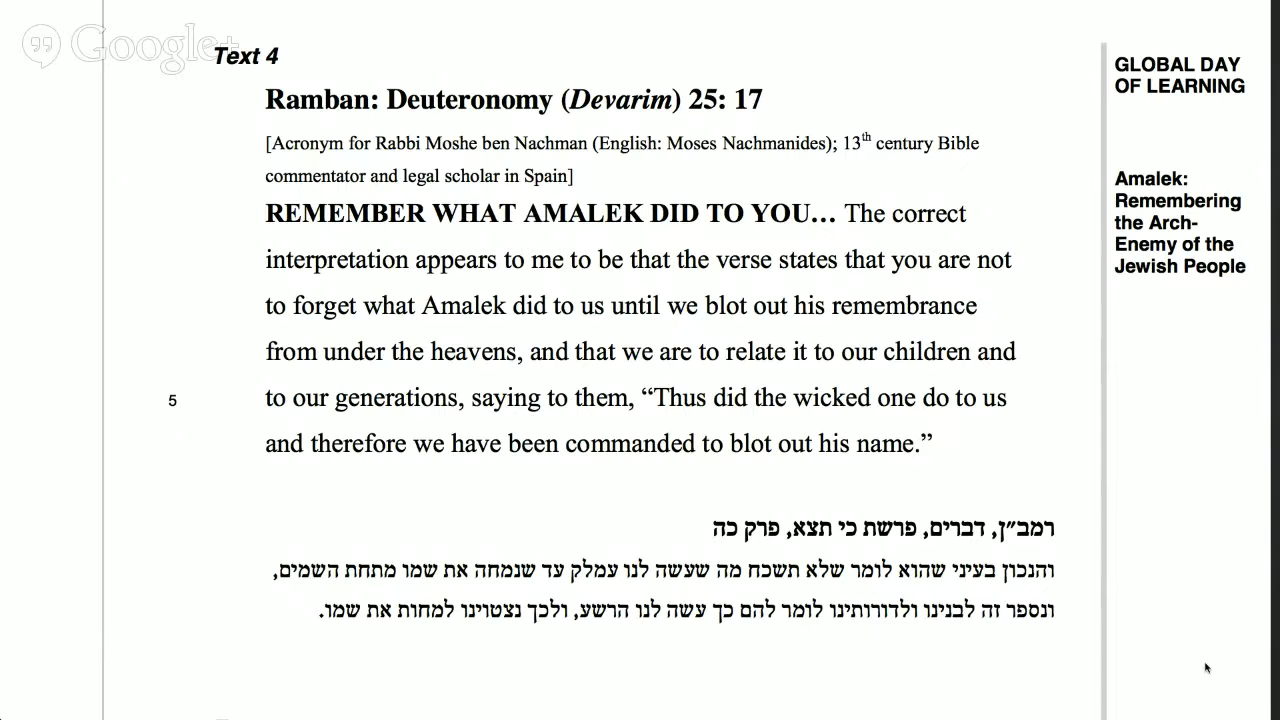 Google+
Text 4
Ramban: Deuteronomy (Devarim) 25: 17
[Acronym for Rabbi Moshe ben Nachman (English: Moses Nachmanides); 13th century Bible
commentator and legal scholar in Spain]
REMEMBER WHAT AMALEK DID TO YOU… The correct
interpretation appears to me to be that the verse states that you are not
to forget what Amalek did to us until we blot out his remembrance
from under the heavens, and that we are to relate it to our children and
5 to our generations, saying to them, “Thus did the wicked one do to us
and therefore we have been commanded to blot out his name.”
רמב״ן, דברים, פרשת כי תצא, פרק כה
והנכון בעיני שהוא לומר שלא תשכח מה שעשה לנו עמלק עד שנמחה את שמו מתחת השמים,
ונספר זה לבנינו ולדורותינו לומר להם כך עשה לנו הרשע, ולכך נצטוינו למחות את שמו.
GLOBAL DAY
OF LEARNING
Amalek:
Remembering
the Arch-
Enemy of the
Jewish People